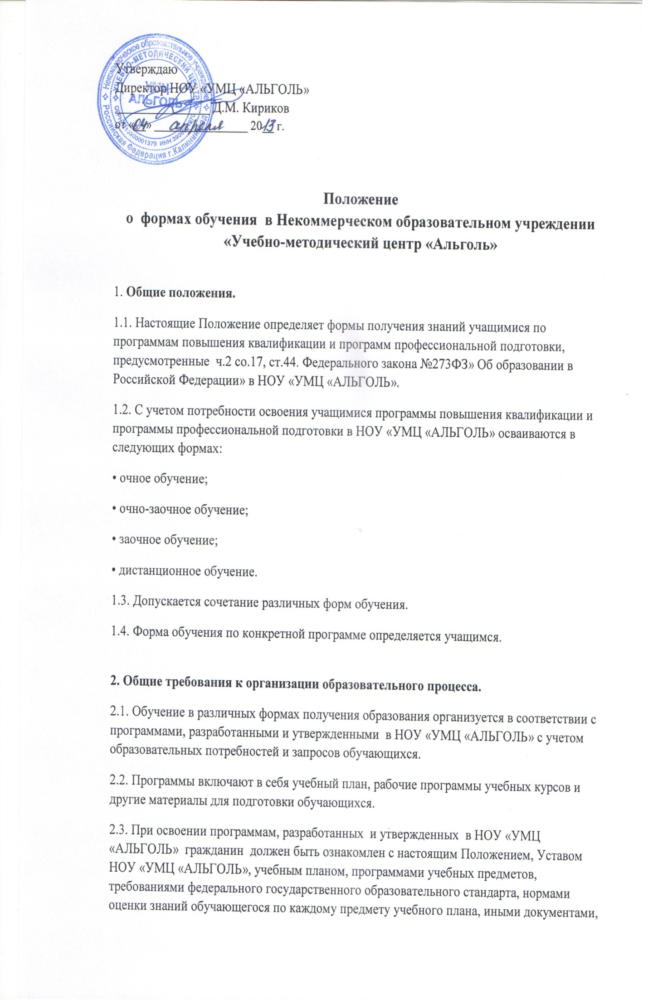 Некоммерческое образовательное учреждение
Российская Федерация г.Калининград
УЧЕБНО-МЕТОДИЧЕСКИЙ ЦЕНТР
УМЦ
АЛЬГОЛЬ
Утверждаю
Директор НОУ «УМЦ «АЛЬГОЛЬ»
Д.М. Кириков
от «04» апреля 2013 г.
Положение
о формах обучения в Некоммерческом образовательном учреждении
«Учебно-методический центр «Альголь»
1. Общие положения.
1.1. Настоящие Положение определяет формы получения знаний учащимися по
программам повышения квалификации и программ профессиональной подготовки,
предусмотренные ч.2 со.17, ст.44. Федерального закона №273ФЗ» Об образовании в
Российской Федерации» в НОУ «УМЦ «АЛЬГОЛЬ».
1.2. С учетом потребности освоения учащимися программы повышения квалификации и
программы профессиональной подготовки в НОУ «УМЦ «АЛЬГОЛЬ» осваиваются в
следующих формах:
• очное обучение;
• очно-заочное обучение;
• заочное обучение;
• дистанционное обучение.
1.3. Допускается сочетание различных форм обучения.
1.4. Форма обучения по конкретной программе определяется учащимся.
2. Общие требования к организации образовательного процесса.
2.1. Обучение в различных формах получения образования организуется в соответствии с
программами, разработанными и утвержденными в НОУ «УМЦ «АЛЬГОЛЬ» с учетом
образовательных потребностей и запросов обучающихся.
2.2. Программы включают в себя учебный план, рабочие программы учебных курсов и
другие материалы для подготовки обучающихся.
2.3. При освоении программам, разработанных и утвержденных в НОУ «УМЦ
«АЛЬГОЛЬ» гражданин должен быть ознакомлен с настоящим Положением, Уставом
НОУ «УМЦ «АЛЬГОЛЬ», учебным планом, программами учебных предметов,
требованиями федерального государственного образовательного стандарта, нормами
оценки знаний обучающегося по каждому предмету учебного плана, иными документами,